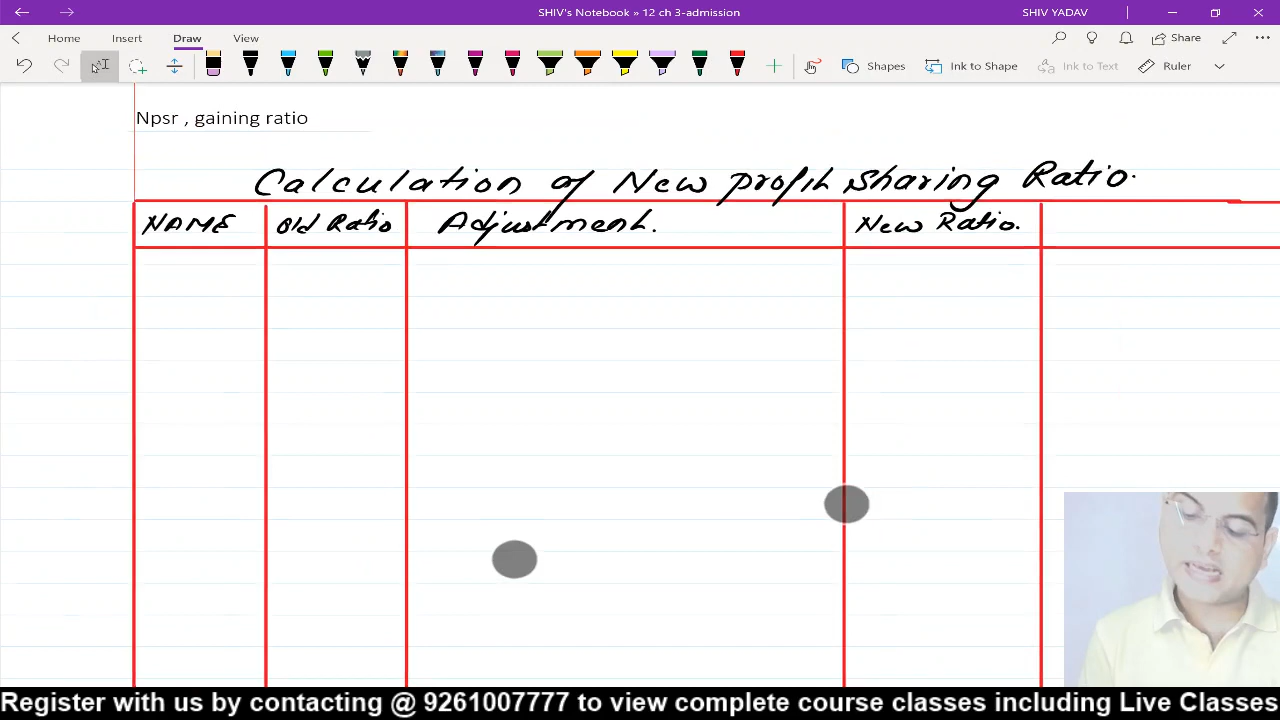 SHIV's Notebook » 12 ch 3-admission
SHIV YADAV
Home Insert Draw View
Share
Shapes Ink to Shape Ink to Text Ruler
Npsr , gaining ratio
Calculation of New profit sharing Ratio.
NAME Old Ratio Adjustment. New Ratio.
Register with us by contacting @ 9261007777 to view complete course classes including Live Classes